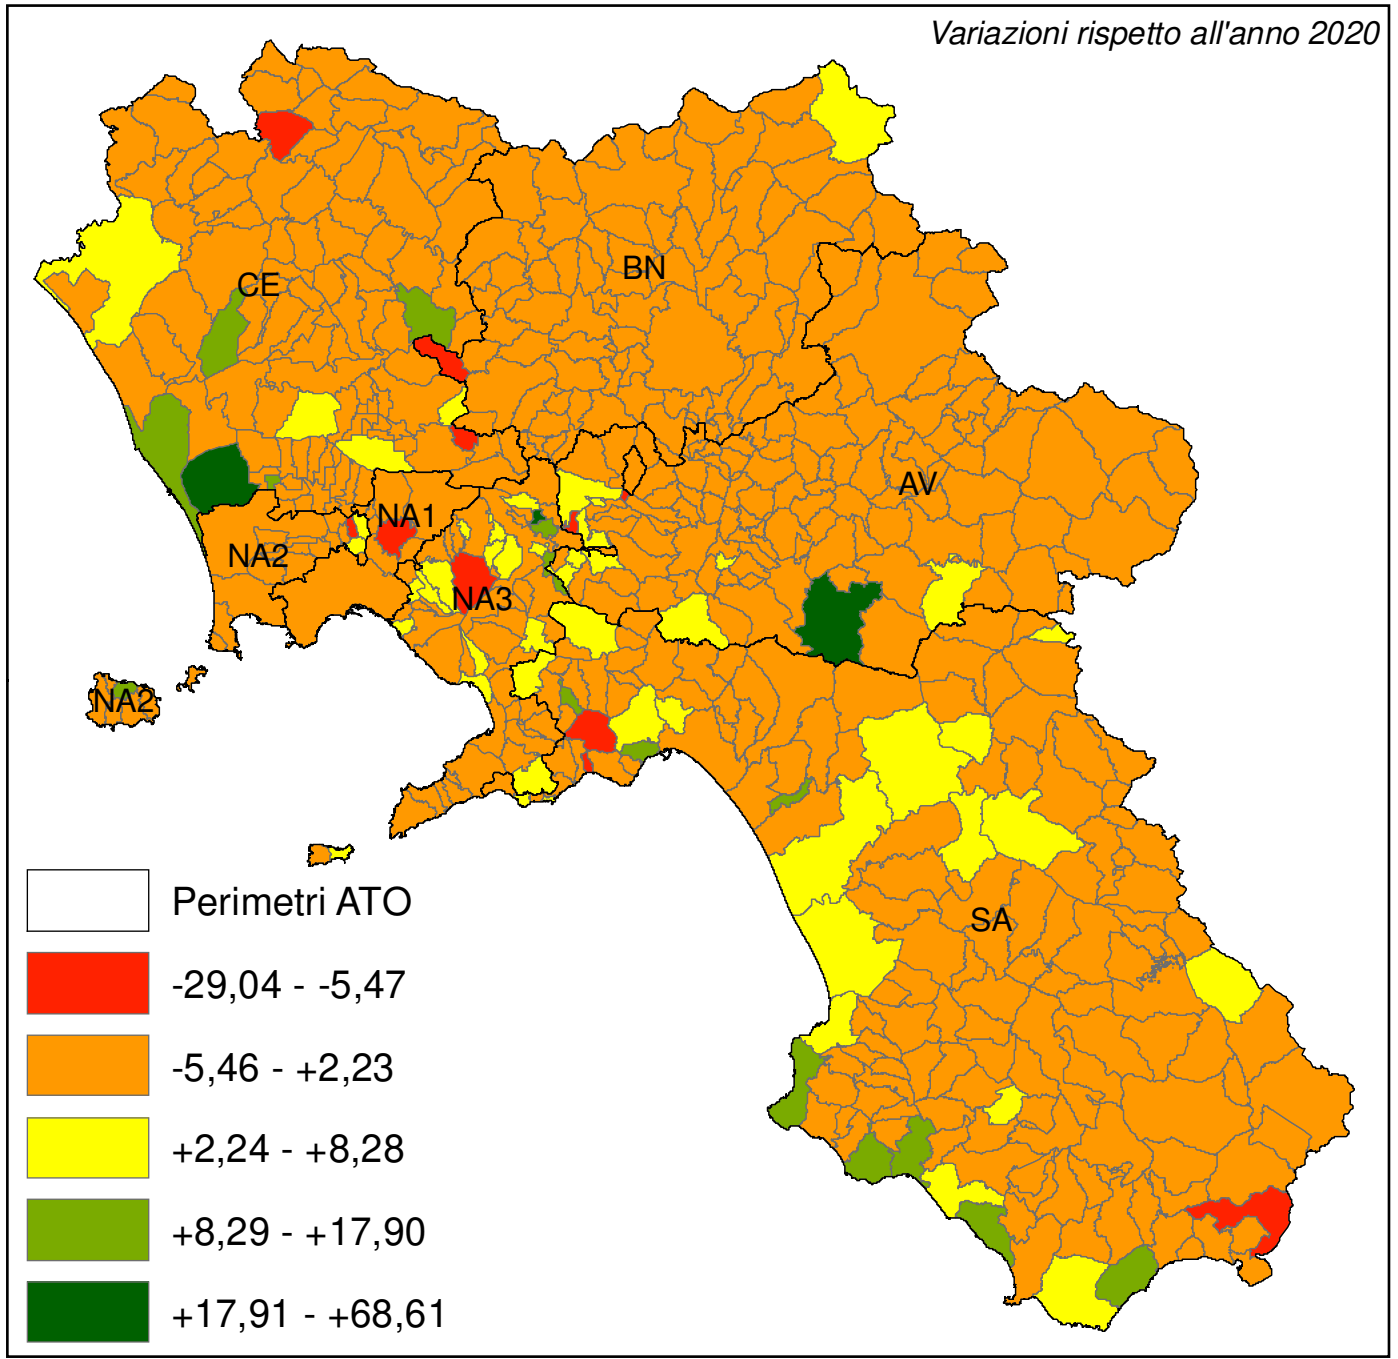 Variazioni rispetto all'anno 2020
CE
BN
AV
NA1
NA2
NA3
NA2
SA
Perimetri ATO
-29,04 - -5,47
-5,46 - +2,23
+2,24 - +8,28
+8,29 - +17,90
+17,91 - +68,61